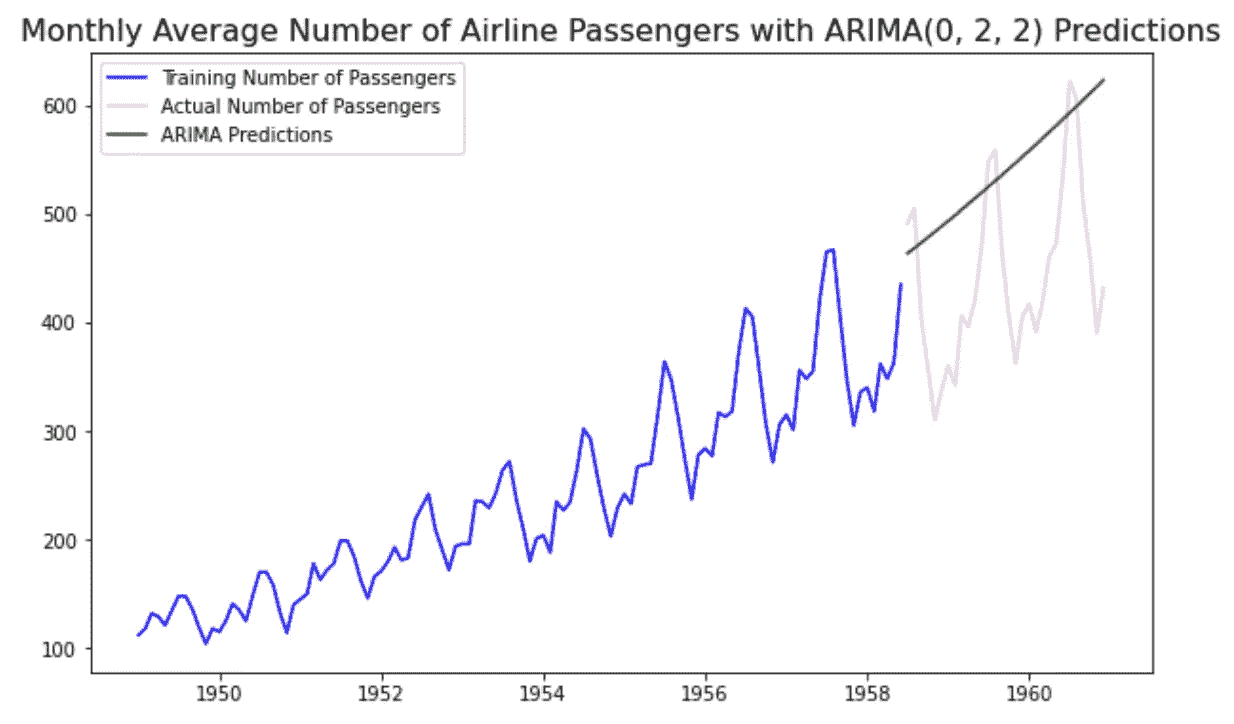 Monthly Average Number of Airline Passengers with ARIMA(0, 2, 2) Predictions
Training Number of Passengers
Actual Number of Passengers
ARIMA Predictions
600
500
400
300
200
100
1950 1952 1954 1956 1958 1960